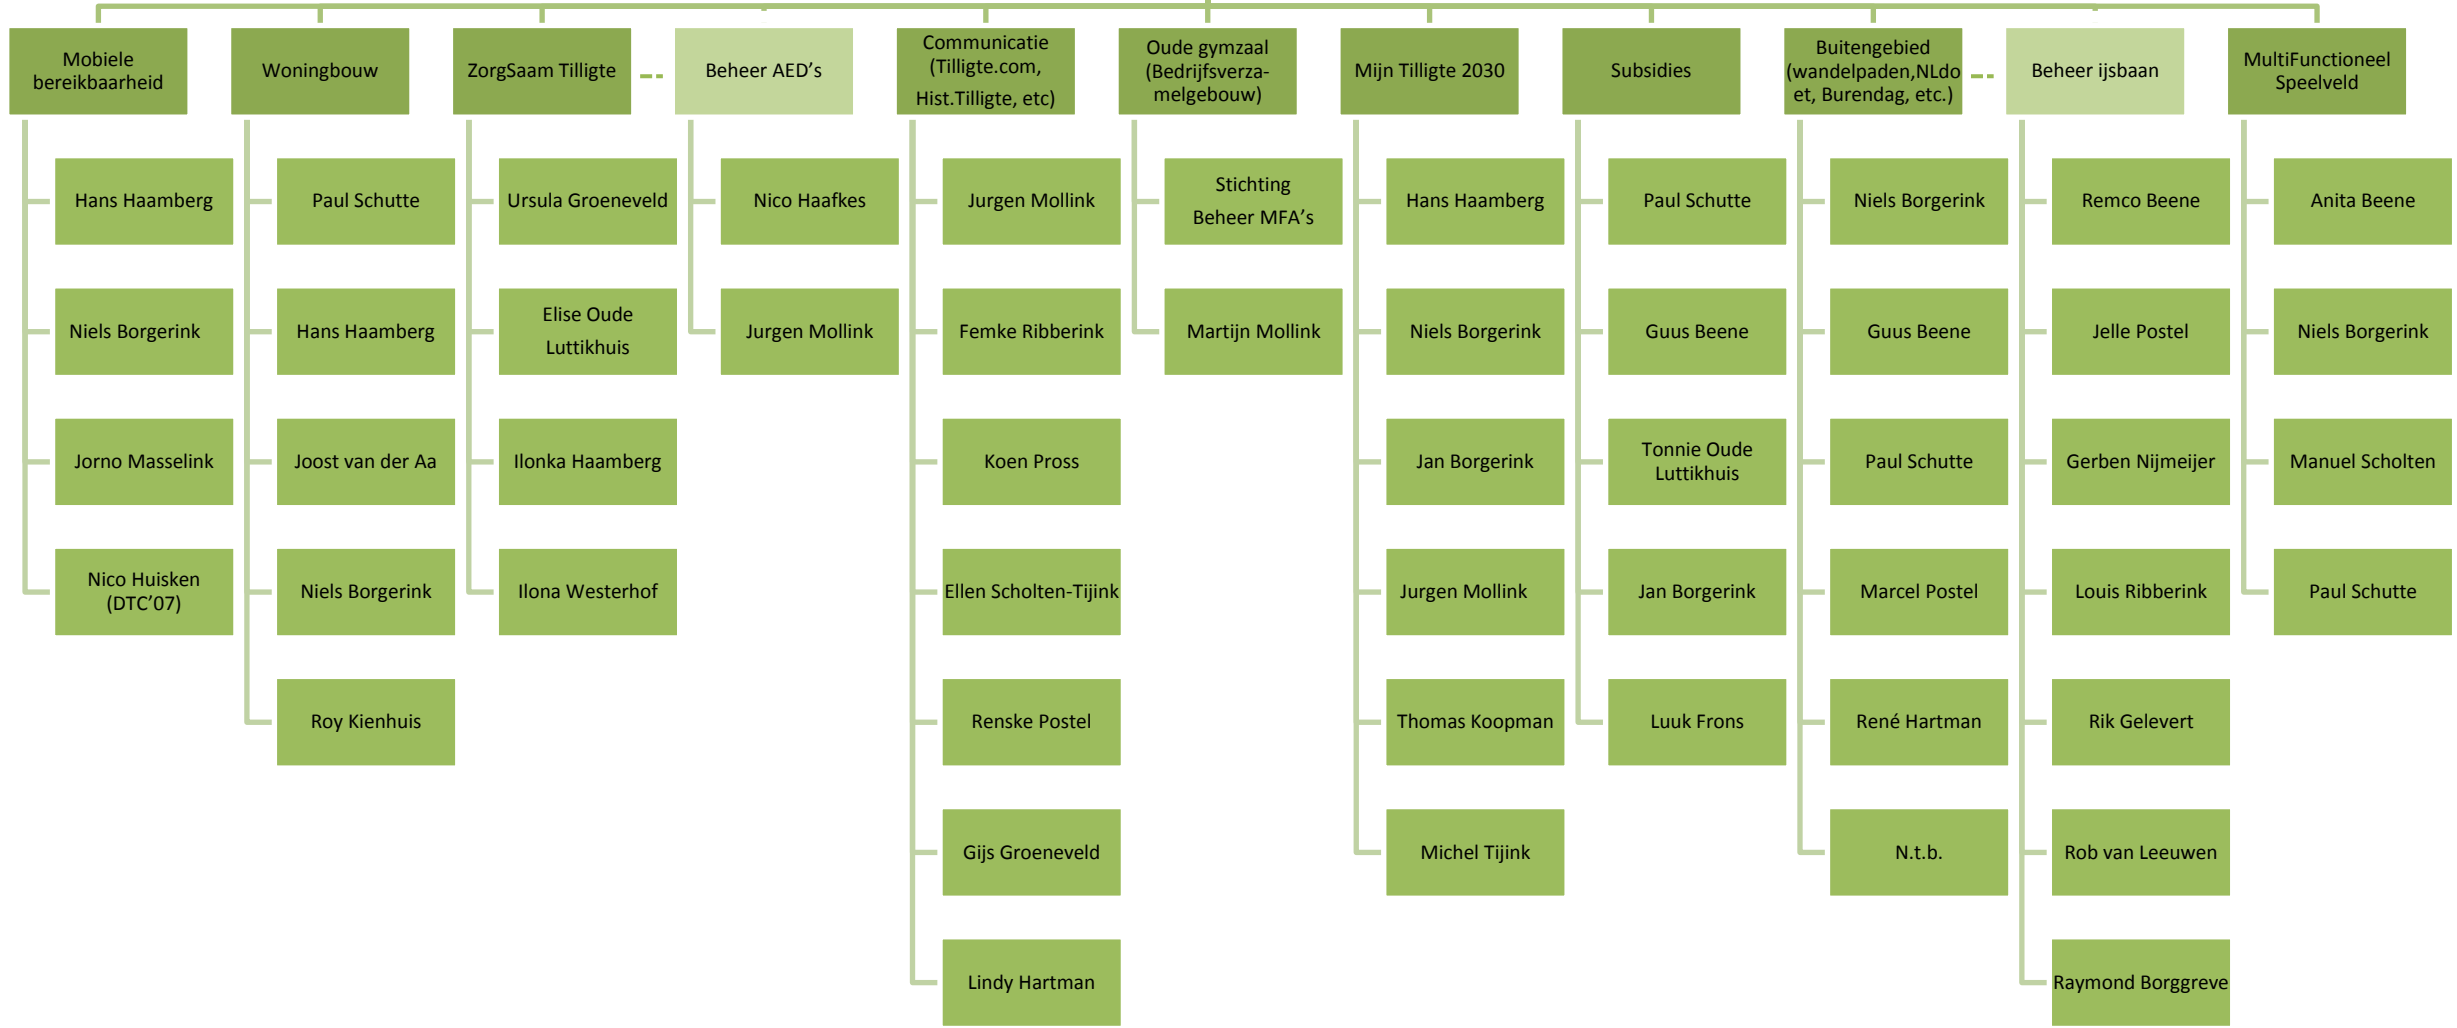 Mobiele
bereikbaarheid
Hans Haamberg
Niels Borgerink
Jorno Masselink
Nico Huisken
(DTC’07)
Woningbouw
Paul Schutte
Hans Haamberg
Joost van der Aa
Niels Borgerink
Roy Kienhuis
ZorgSaam Tilligte
Ursula Groeneveld
Elise Oude
Luttikhuis
Ilonka Haamberg
Ilona Westerhof
Beheer AED’s
Nico Haafkes
Jurgen Mollink
Communicatie
(Tilligte.com,
Hist.Tilligte, etc)
Jurgen Mollink
Femke Ribberink
Koen Pross
Ellen Scholten-Tijink
Renske Postel
Gijs Groeneveld
Lindy Hartman
Oude gymzaal
(Bedrijfsverza-
melgebouw)
Stichting
Beheer MFA’s
Martijn Mollink
Mijn Tilligte 2030
Hans Haamberg
Niels Borgerink
Jan Borgerink
Jurgen Mollink
Thomas Koopman
Michel Tijink
Subsidies
Paul Schutte
Guus Beene
Tonnie Oude
Luttikhuis
Jan Borgerink
Luuk Frons
Buitengebied
(wandelpaden,NLdo
et, Burendag, etc.)
Niels Borgerink
Guus Beene
Paul Schutte
Marcel Postel
René Hartman
N.t.b.
Beheer ijsbaan
Remco Beene
Jelle Postel
Gerben Nijmeijer
Louis Ribberink
Rik Gelevert
Rob van Leeuwen
Raymond Borggreve
MultiFunctioneel
Speelveld
Anita Beene
Niels Borgerink
Manuel Scholten
Paul Schutte